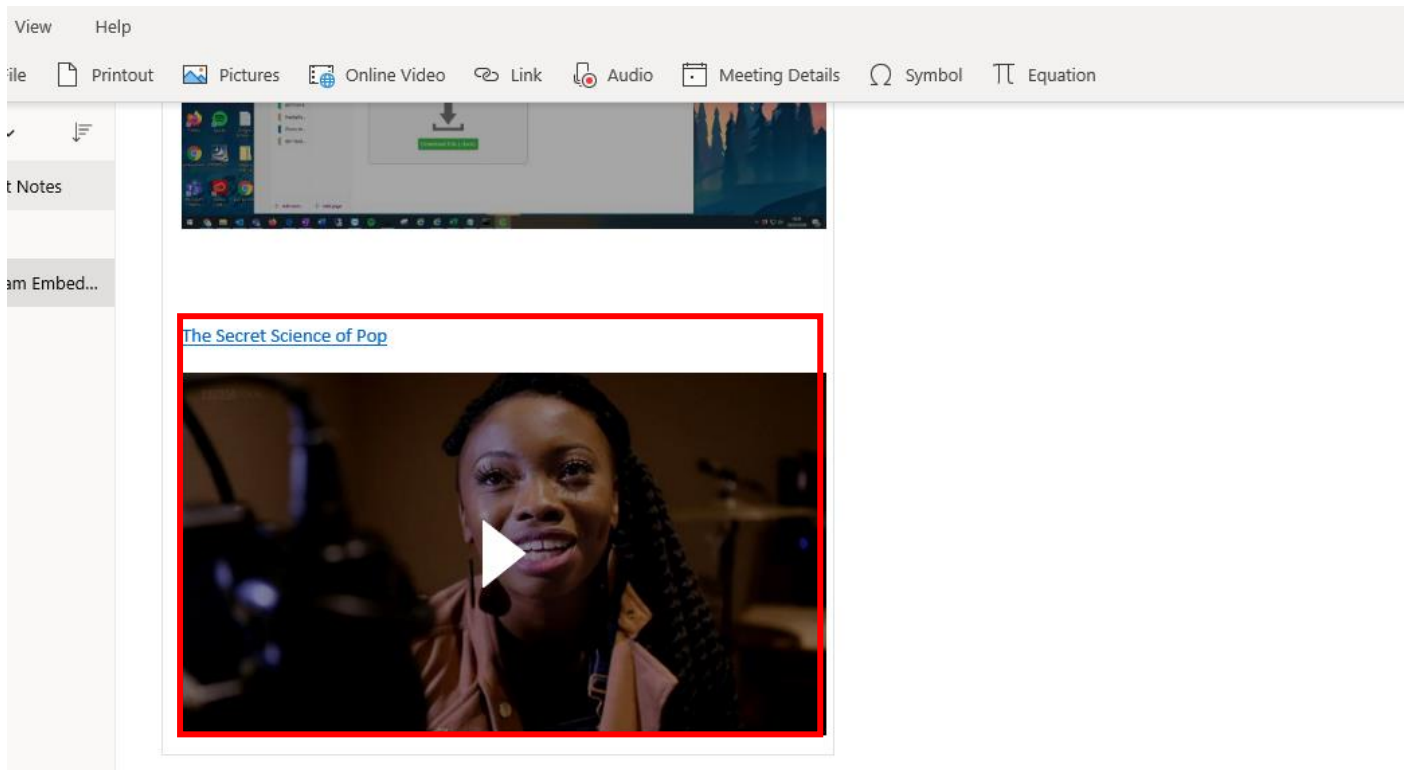 View Help
File Printout Pictures Online Video Link Audio Meeting Details Symbol Equation
t Notes
am Embed...
The Secret Science of Pop